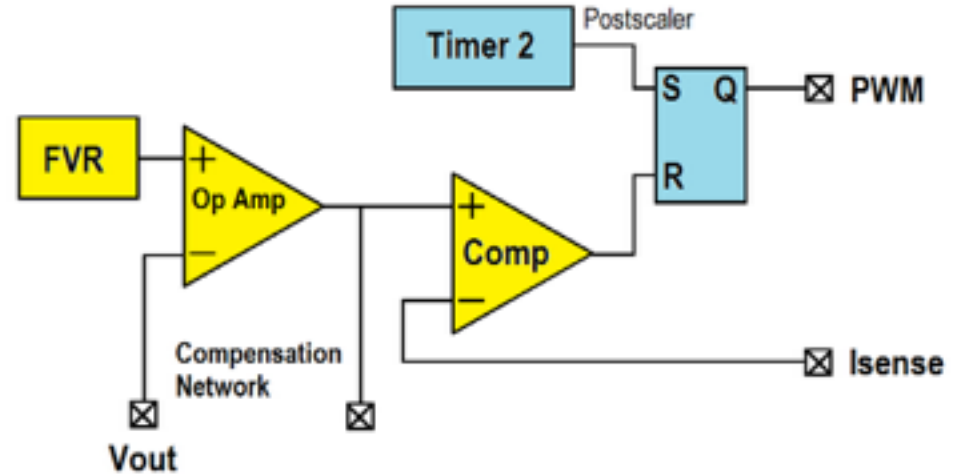 Postscaler
Timer 2
S Q
PWM
FVR
+
Op Amp
−
R
+
Comp
−
Compensation
Network
Isense
Vout